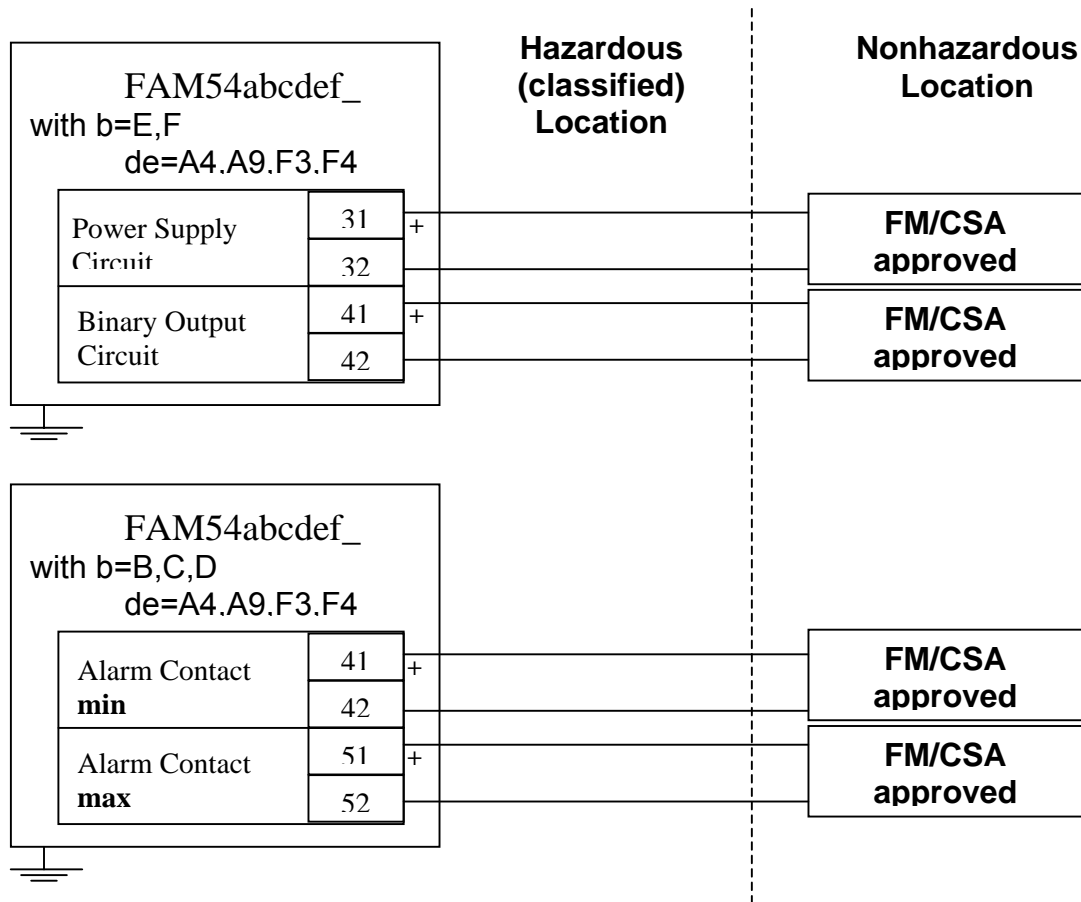 Hazardous
(classified)
Location
Nonhazardous
Location
FAM54abcdef_
with b=E,F
de=A4,A9,F3,F4
Power Supply
Circuit
31
+
32
Binary Output
Circuit
41
+
42
FM/CSA
approved
FM/CSA
approved
FAM54abcdef_
with b=B,C,D
de=A4,A9,F3,F4
Alarm Contact
min
41
+
42
Alarm Contact
max
51
+
52
FM/CSA
approved
FM/CSA
approved